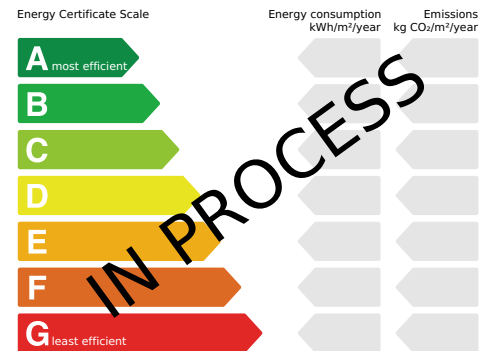 Energy Certificate Scale
Energy consumption
kWh/m²/year
Emissions
kg CO₂/m²/year
A most efficient
B
C
D
E
F
G least efficient
IN PROCESS